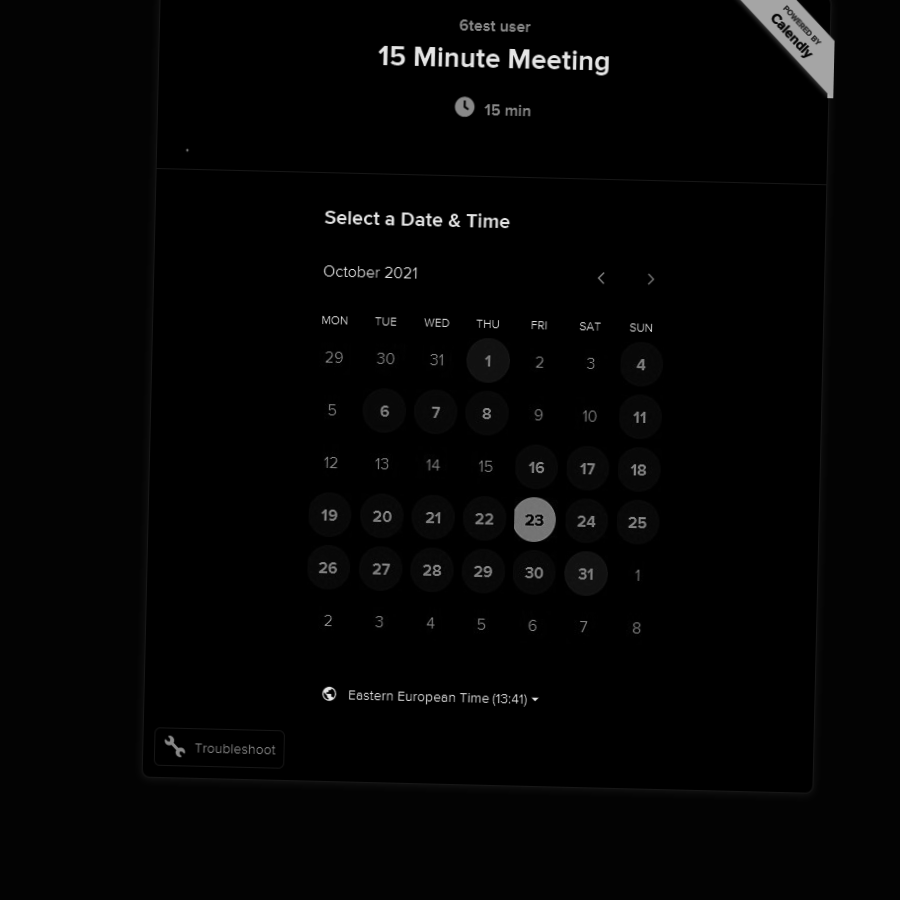 6test user
15 Minute Meeting
15 min
POWERED BY
Calendly
Select a Date & Time
October 2021
MON TUE WED THU FRI SAT SUN
29 30 31 1 2 3 4
5 6 7 8 9 10 11
12 13 14 15 16 17 18
19 20 21 22 23 24 25
26 27 28 29 30 31 1
2 3 4 5 6 7 8
Eastern European Time (13:41)
Troubleshoot